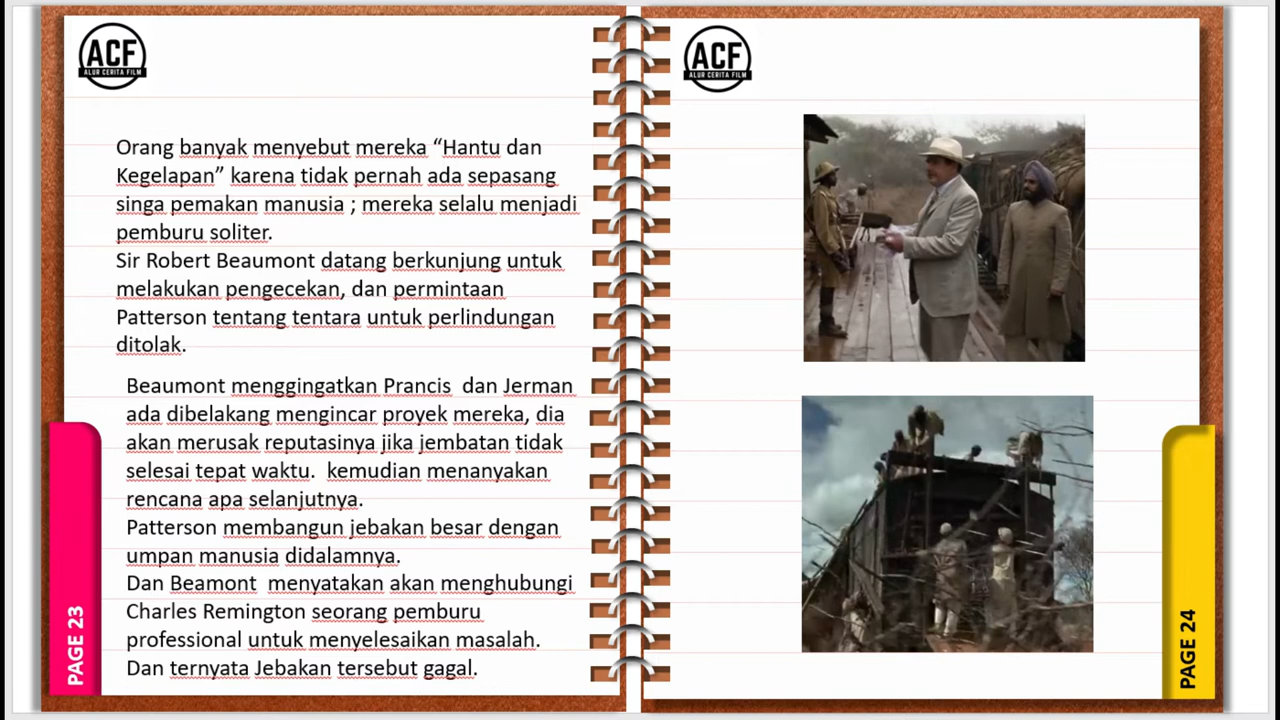 ACF
ALUR CERITA FILM
Orang banyak menyebut mereka “Hantu dan
Kegelapan” karena tidak pernah ada sepasang
singa pemakan manusia ; mereka selalu menjadi
pemburu soliter.
Sir Robert Beaumont datang berkunjung untuk
melakukan pengecekan, dan permintaan
Patterson tentang tentara untuk perlindungan
ditolak.
Beaumont menggingatkan Prancis  dan Jerman
ada dibelakang mengincar proyek mereka, dia
akan merusak reputasinya jika jembatan tidak
selesai tepat waktu.  kemudian menanyakan
rencana apa selanjutnya.
Patterson membangun jebakan besar dengan
umpan manusia didalamnya.
Dan Beamont  menyatakan akan menghubungi
Charles Remington seorang pemburu
professional untuk menyelesaikan masalah.
Dan ternyata Jebakan tersebut gagal.
PAGE 23
ACF
ALUR CERITA FILM
PAGE 24